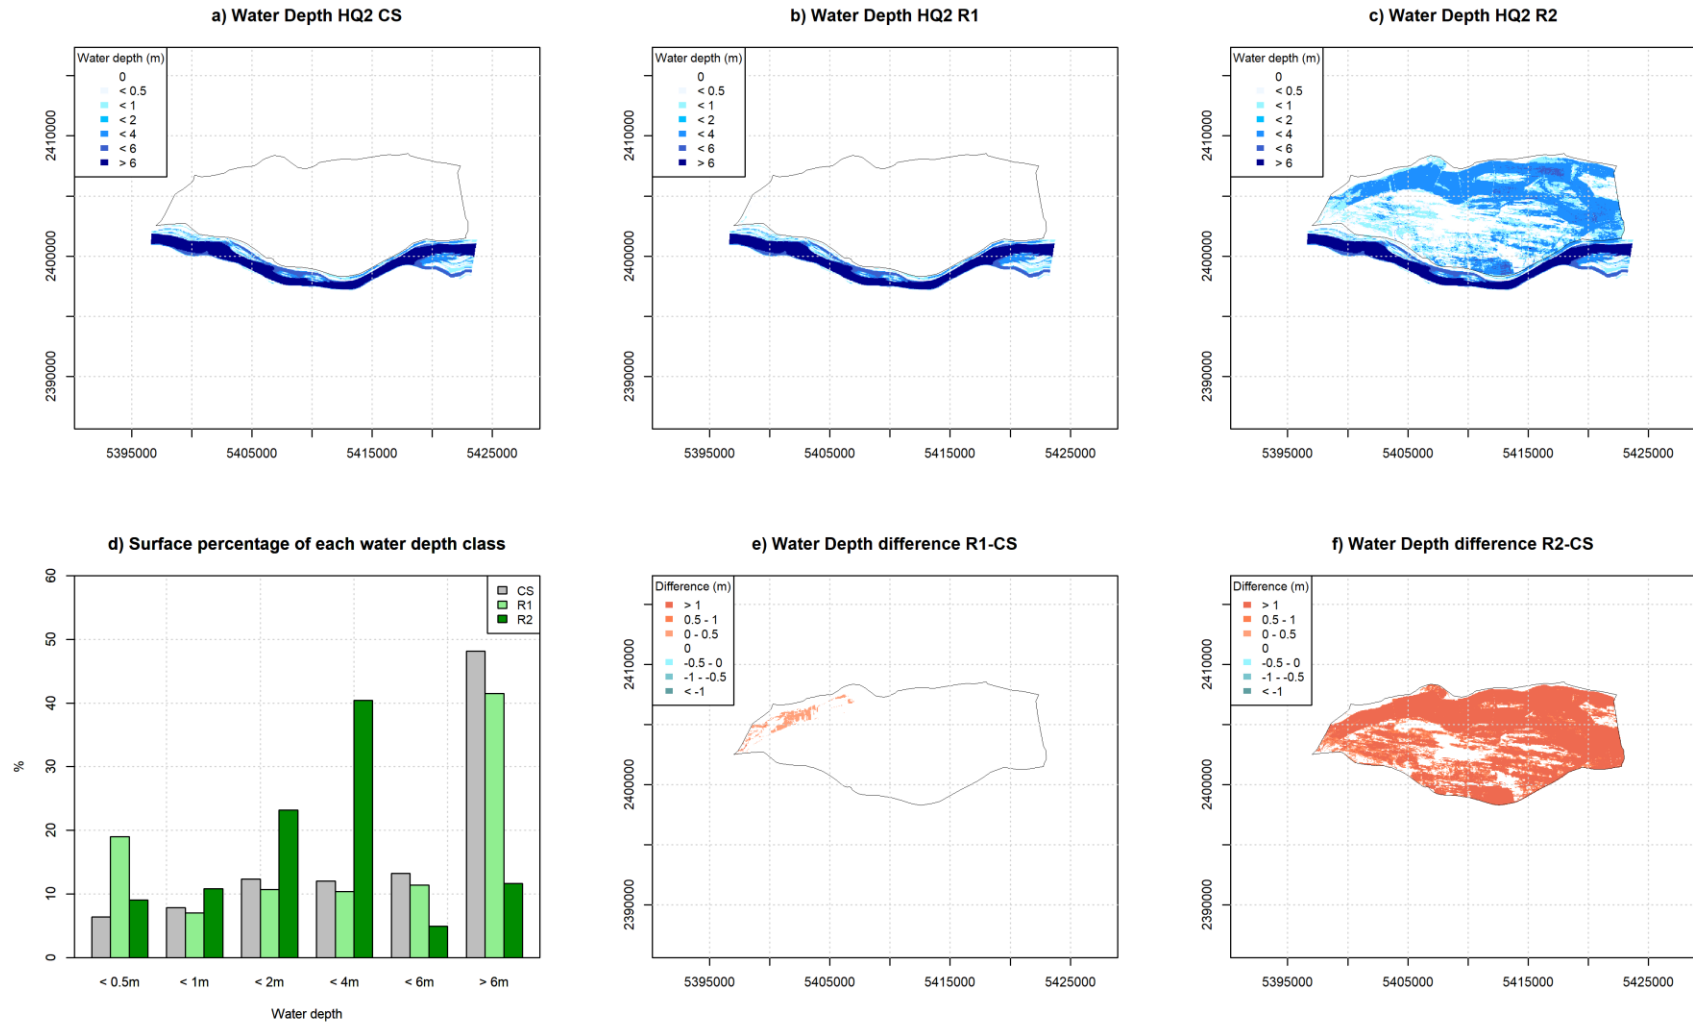 a) Water Depth HQ2 CS
Water depth (m)
0
< 0.5
< 1
< 2
< 4
< 6
> 6
2410000
2400000
2390000
5395000
5405000
5415000
5425000
b) Water Depth HQ2 R1
Water depth (m)
0
< 0.5
< 1
< 2
< 4
< 6
> 6
2410000
2400000
2390000
5395000
5405000
5415000
5425000
c) Water Depth HQ2 R2
Water depth (m)
0
< 0.5
< 1
< 2
< 4
< 6
> 6
2410000
2400000
2390000
5395000
5405000
5415000
5425000
d) Surface percentage of each water depth class
CS
R1
R2
60
50
40
30
20
10
0
%
< 0.5m
< 1m
< 2m
< 4m
< 6m
> 6m
Water depth
e) Water Depth difference R1-CS
Difference (m)
> 1
0.5 - 1
0 - 0.5
0
-0.5 - 0
-1 - -0.5
< -1
2410000
2400000
2390000
5395000
5405000
5415000
5425000
f) Water Depth difference R2-CS
Difference (m)
> 1
0.5 - 1
0 - 0.5
0
-0.5 - 0
-1 - -0.5
< -1
2410000
2400000
2390000
5395000
5405000
5415000
5425000